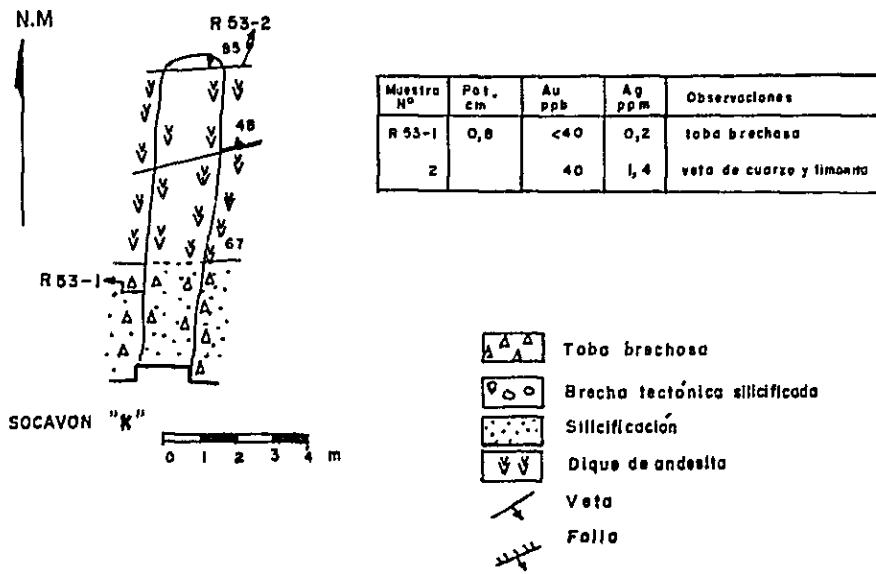 N.M
R 53-2
85
48
67
R 53-1
SOCAVON "K"
0 1 2 3 4 m
Muestra Nº Pot. cm Au ppb Ag ppm Observaciones
R 53-1 0,8 <40 0,2 toba brechosa
2 40 1,4 veta de cuarzo y limonita
Toba brechosa
Brecha tectónica silicificada
Silicificación
Dique de andesita
Veta
Falla